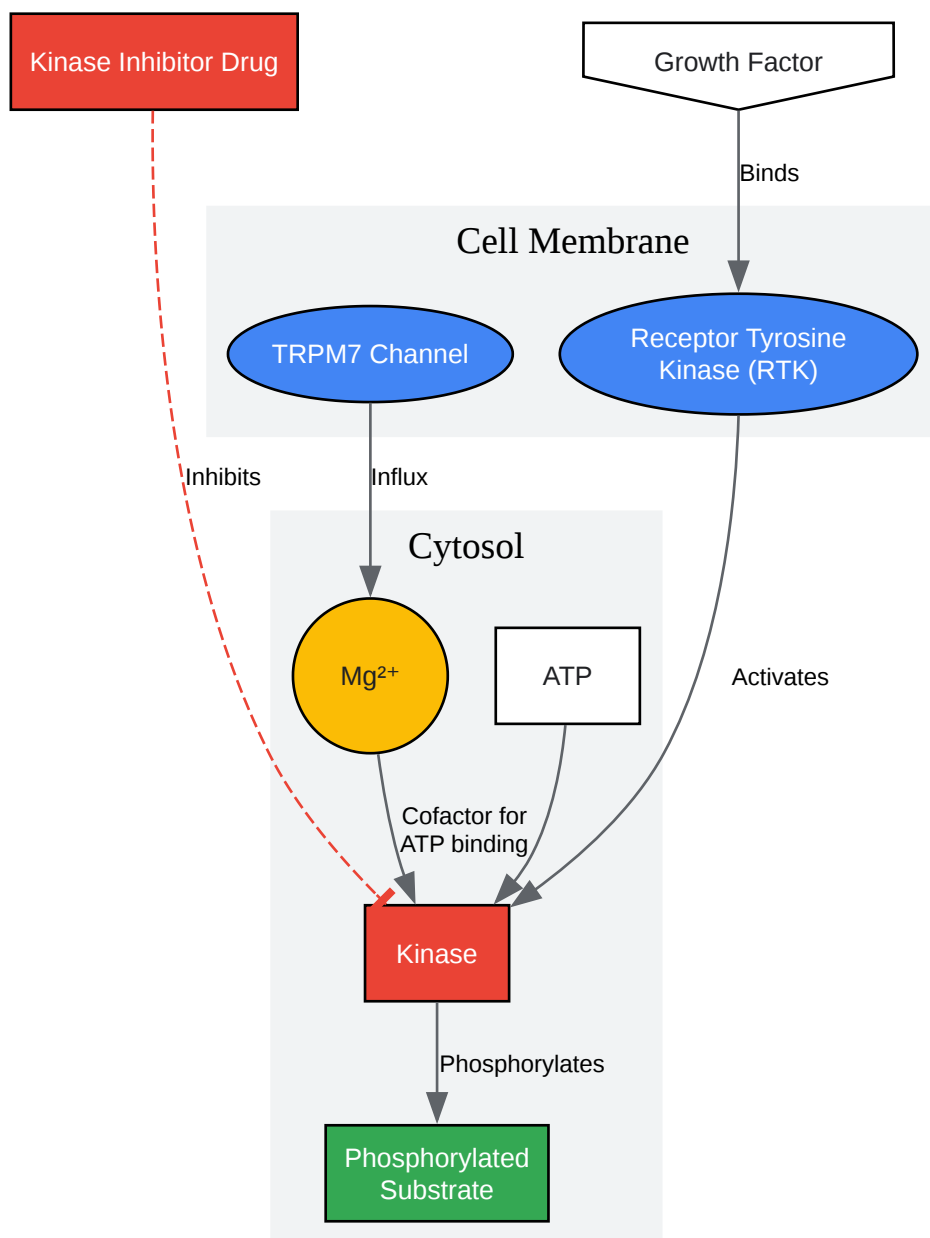 Kinase Inhibitor Drug
Growth Factor
Binds
Cell Membrane
TRPM7 Channel
Receptor Tyrosine
Kinase (RTK)
Inhibits
Influx
Cytosol
Mg²⁺
ATP
Activates
Cofactor for
ATP binding
Kinase
Phosphorylates
Phosphorylated
Substrate